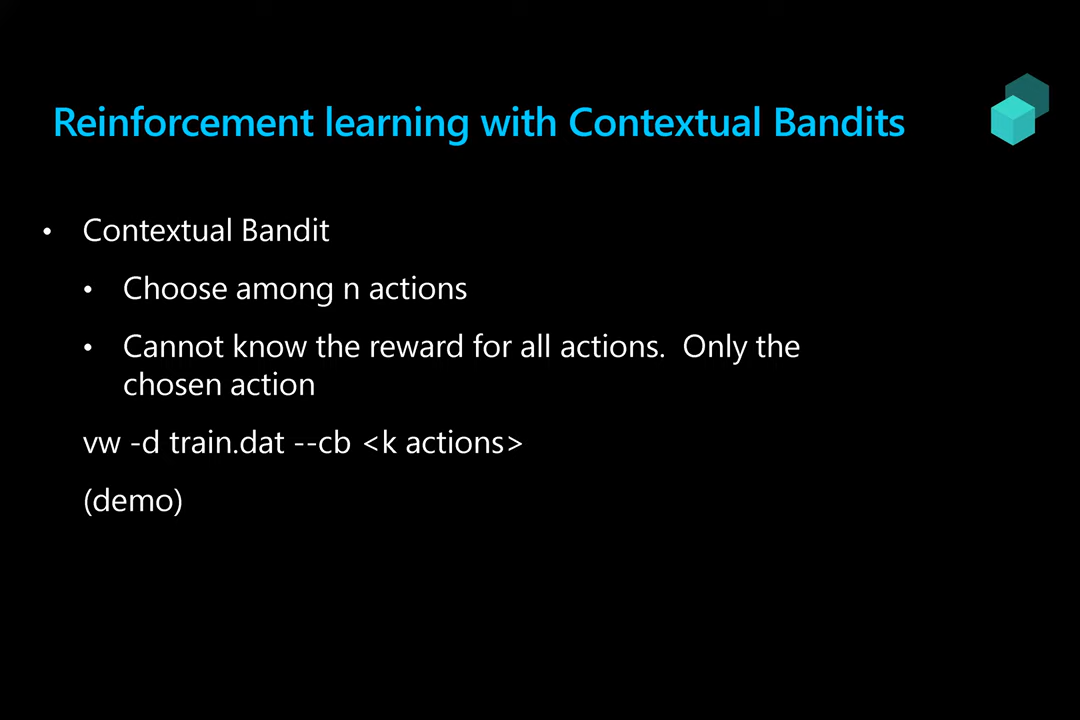 Reinforcement learning with Contextual Bandits
• Contextual Bandit
• Choose among n actions
• Cannot know the reward for all actions.  Only the
chosen action
vw -d train.dat --cb <k actions>
(demo)